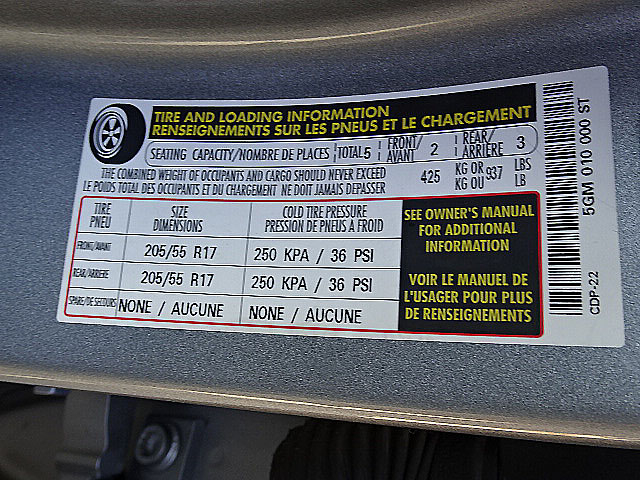 TIRE AND LOADING INFORMATION
RENSEIGNEMENTS SUR LES PNEUS ET LE CHARGEMENT
SEATING CAPACITY/NOMBRE DE PLACES TOTAL 5 FRONT/AVANT 2 REAR/ARRIÈRE 3
THE COMBINED WEIGHT OF OCCUPANTS AND CARGO SHOULD NEVER EXCEED 425 KG OR 937 LBS
LE POIDS TOTAL DES OCCUPANTS ET DU CHARGEMENT NE DOIT JAMAIS DEPASSER KG OU LB
TIRE PNEU
SIZE DIMENSIONS
COLD TIRE PRESSURE
PRESSION DE PNEUS A FROID
FRONT/AVANT 205/55 R17 250 KPA / 36 PSI
REAR/ARRIERE 205/55 R17 250 KPA / 36 PSI
SPARE/DE SECOURS NONE / AUCUNE NONE / AUCUNE
SEE OWNER'S MANUAL
FOR ADDITIONAL
INFORMATION
VOIR LE MANUEL DE
L'USAGER POUR PLUS
DE RENSEIGNEMENTS
5GM 010 000 ST
CDP-22